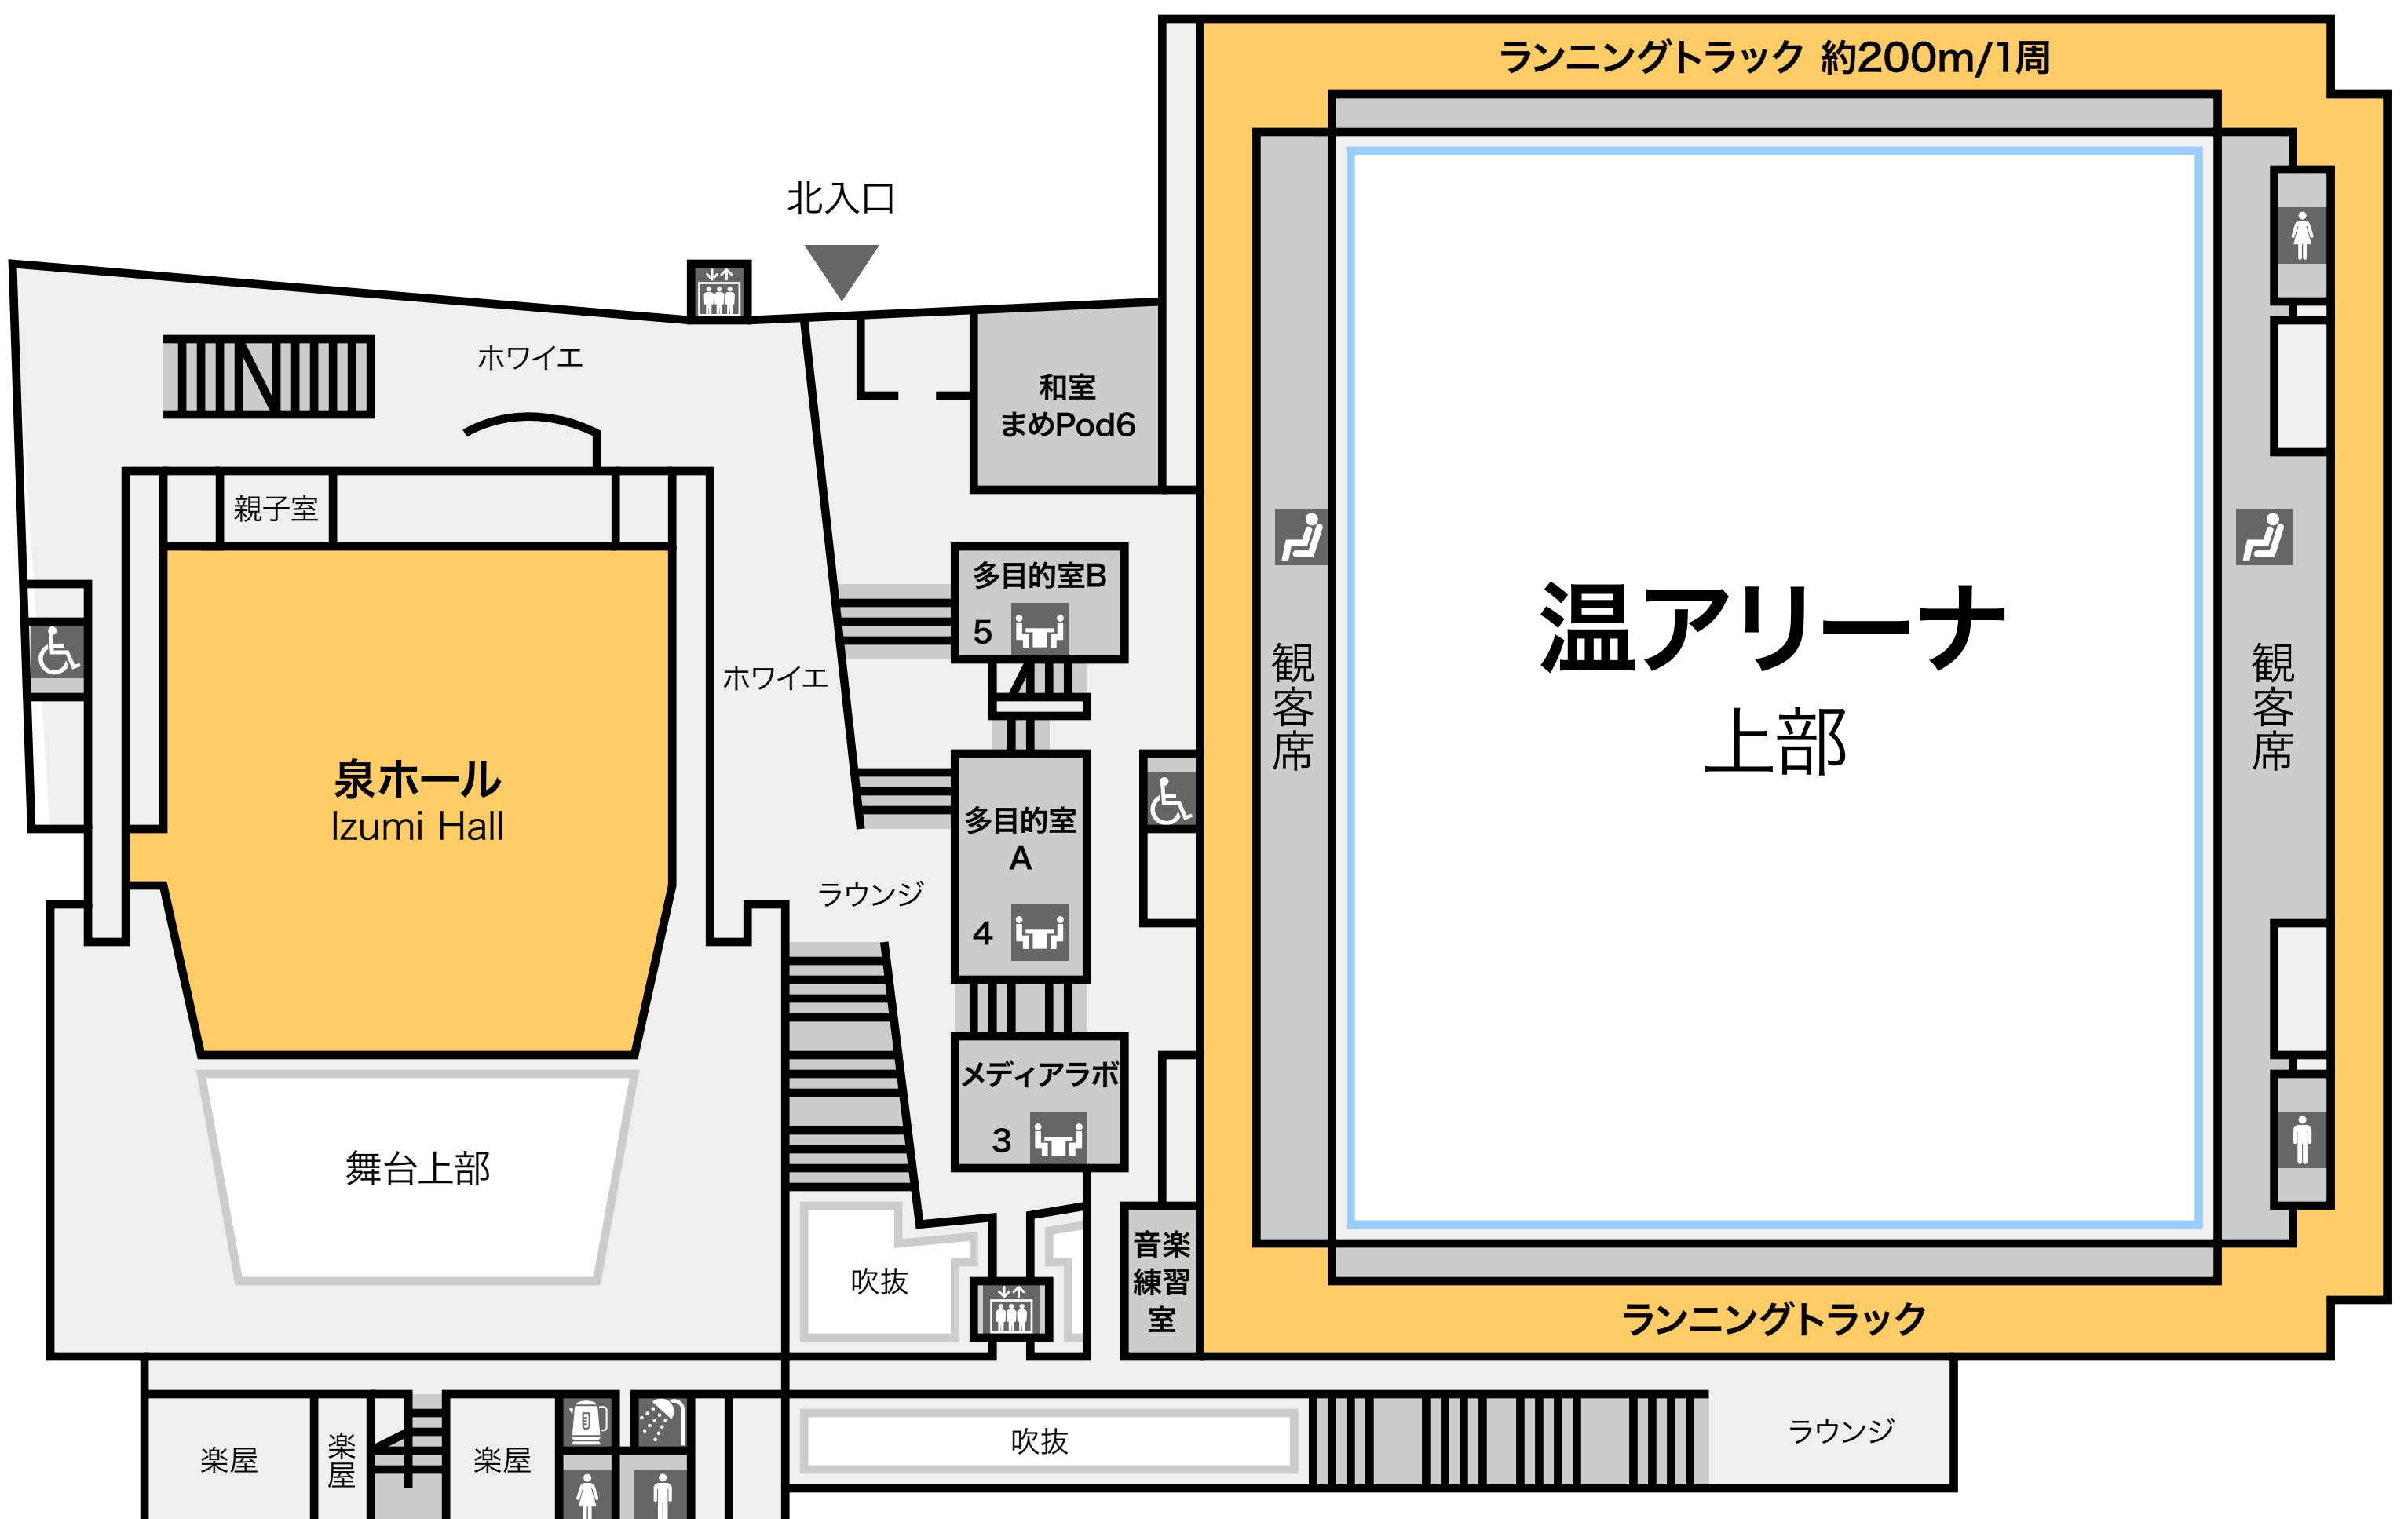 ランニングトラック 約200m/1周
北入口
ホワイエ
和室
まめPod6
親子室
多目的室B
5
温アリーナ
上部
観客席
観客席
ホワイエ
泉ホール
Izumi Hall
多目的室
A
4
ラウンジ
メディアラボ
3
舞台上部
吹抜
音楽
練習
室
ランニングトラック
楽屋
楽屋
楽屋
吹抜
ラウンジ